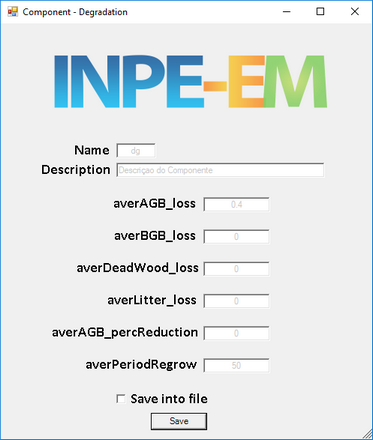 Component - Degradation
INPE-EM
Name dg
Description Descriçao do Componente
averAGB_loss 0.4
averBGB_loss 0
averDeadWood_loss 0
averLitter_loss 0
averAGB_percReduction 0
averPeriodRegrow 50
Save into file
Save